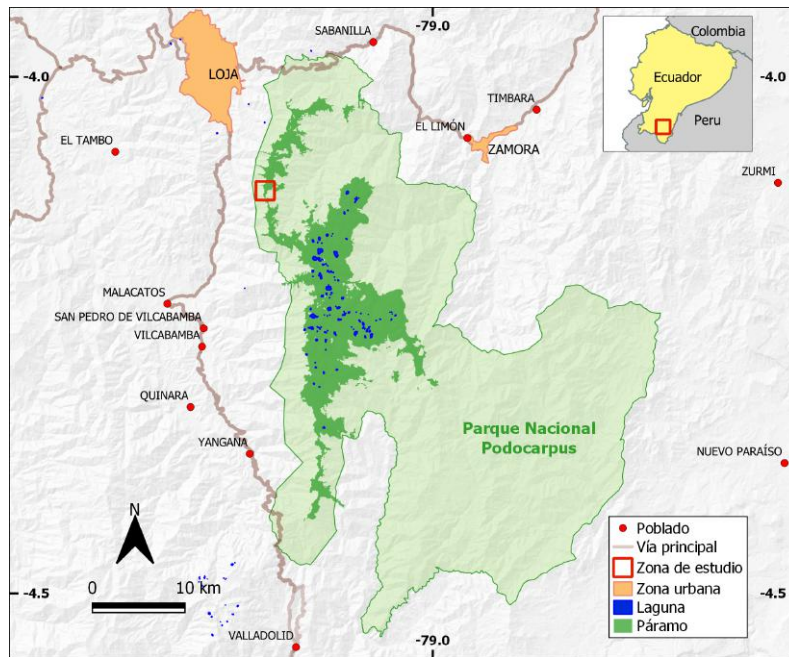 -79.0
SABANILLA
Colombia
-4.0
-4.0
LOJA
Ecuador
TIMBARA
Peru
EL LIMÓN
EL TAMBO
ZAMORA
ZURMI
MALACATOS
SAN PEDRO DE VILCABAMBA
VILCABAMBA
QUINARA
Parque Nacional
Podocarpus
YANGANA
NUEVO PARAÍSO
N
Poblado
Vía principal
0 10 km
Zona de estudio
Zona urbana
-4.5
-4.5
Laguna
VALLADOLID
-79.0
Páramo